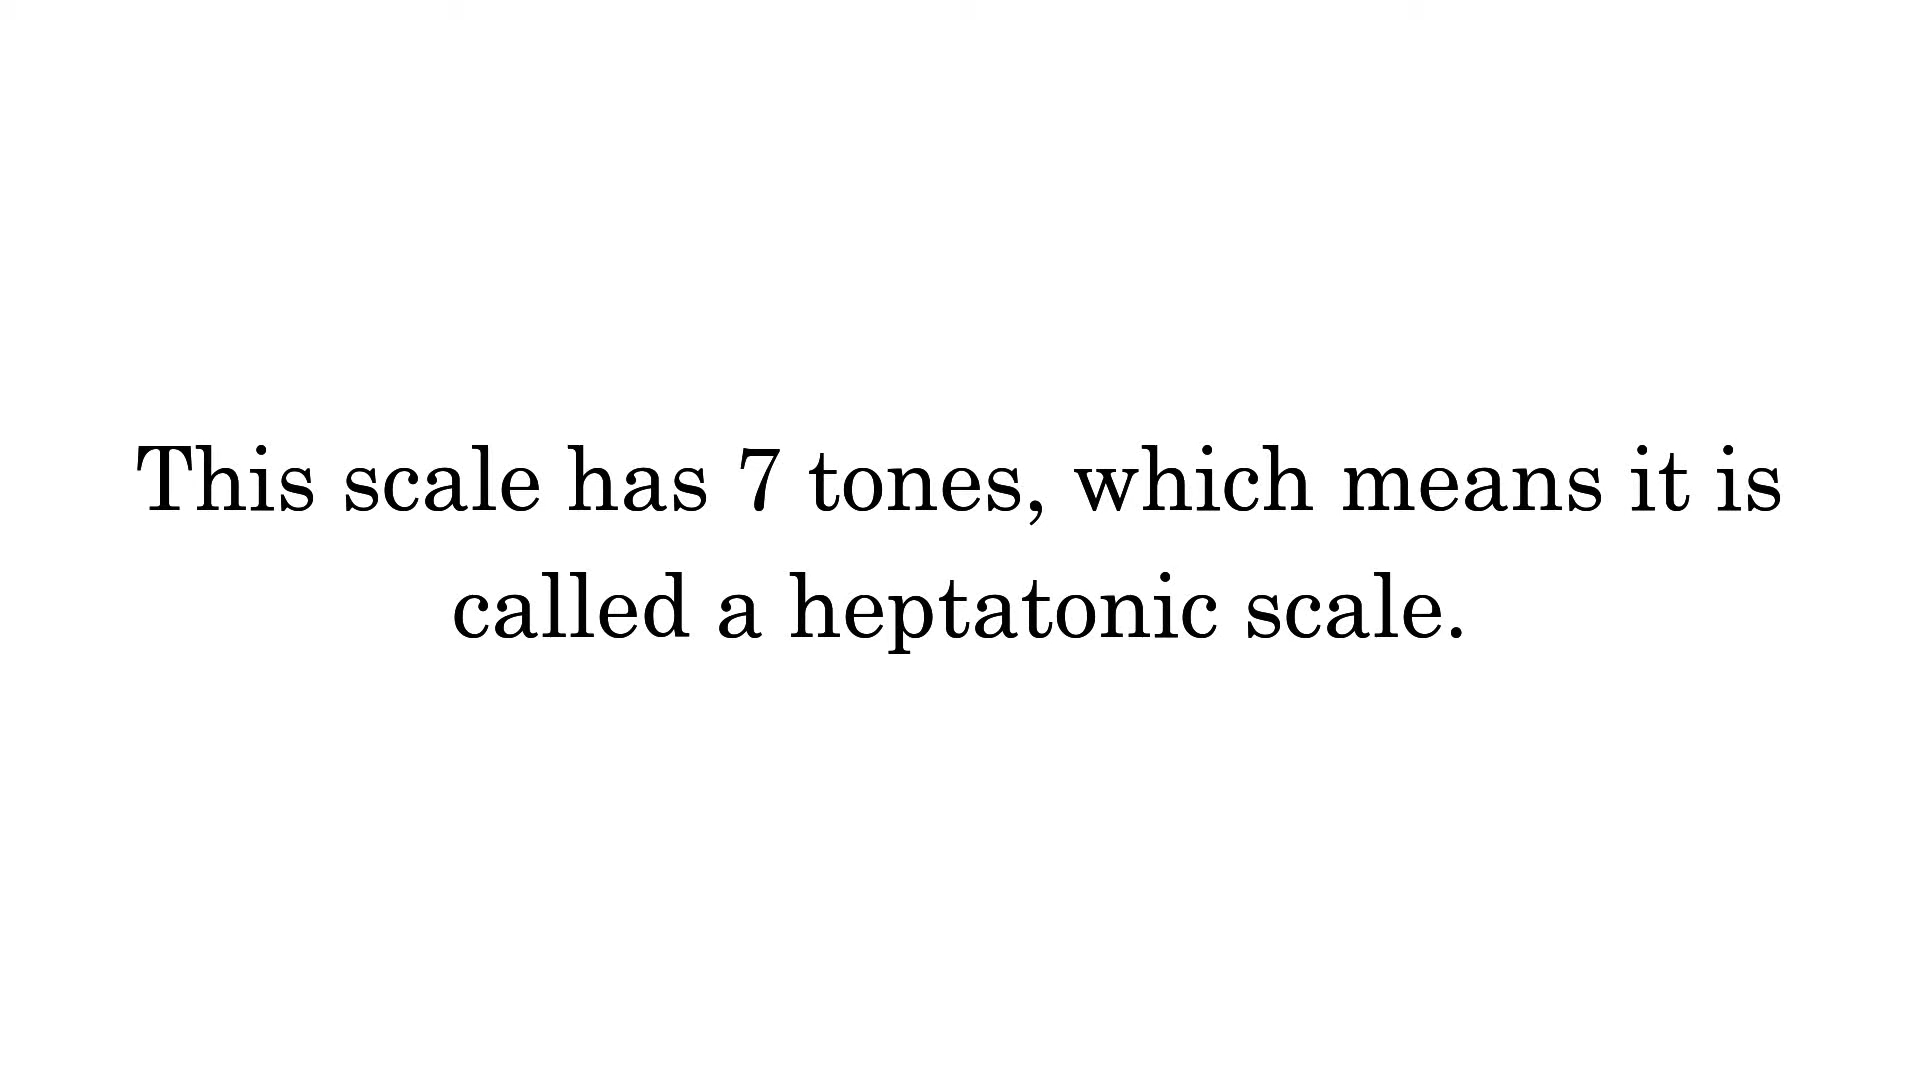 This scale has 7 tones, which means it is
called a heptatonic scale.